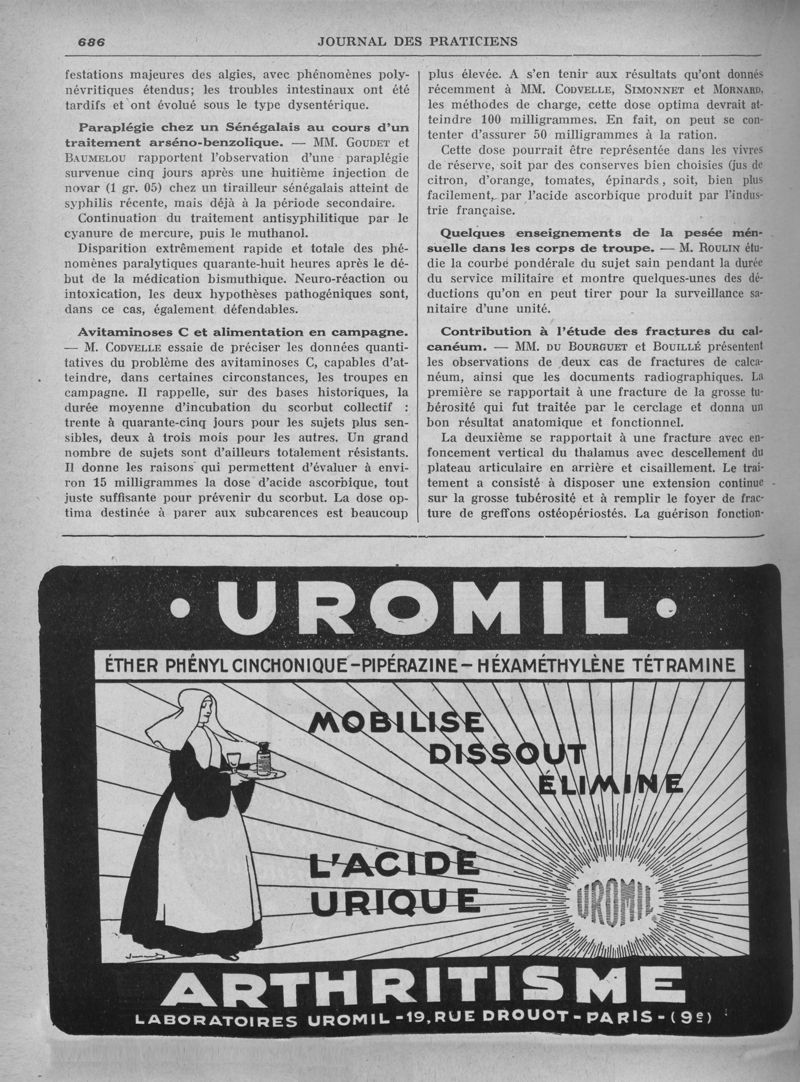 686
JOURNAL DES PRATICIENS
festations majeures des algies, avec phénomènes poly-
névritiques étendus; les troubles intestinaux ont été
tardifs et ont évolué sous le type dysentérique.
Paraplégie chez un Sénégalais au cours d'un
traitement arséno-benzolique. — MM. GOUDET et
BAUMELOU rapportent l'observation d'une paraplégie
survenue cinq jours après une huitième injection de
novar (1 gr. 05) chez un tirailleur sénégalais atteint de
syphilis récente, mais déjà à la période secondaire.
Continuation du traitement antisyphilitique par le
cyanure de mercure, puis le muthanol.
Disparition extrêmement rapide et totale des phé-
nomènes paralytiques quarante-huit heures après le dé-
but de la médication bismuthique. Neuro-réaction ou
intoxication, les deux hypothèses pathogéniques sont,
dans ce cas, également défendables.
Avitaminoses C et alimentation en campagne.
— M. CODVELLE essaie de préciser les données quanti-
tatives du problème des avitaminoses C, capables d'at-
teindre, dans certaines circonstances, les troupes en
campagne. Il rappelle, sur des bases historiques, la
durée moyenne d'incubation du scorbut collectif :
trente à quarante-cinq jours pour les sujets plus sen-
sibles, deux à trois mois pour les autres. Un grand
nombre de sujets sont d'ailleurs totalement résistants.
Il donne les raisons qui permettent d'évaluer à envi-
ron 15 milligrammes la dose d'acide ascorbique, tout
juste suffisante pour prévenir du scorbut. La dose op-
tima destinée à parer aux subcarences est beaucoup
plus élevée. A s'en tenir aux résultats qu'ont donnés
récemment à MM. CODVELLE, SIMONNET et MORNARD,
les méthodes de charge, cette dose optima devrait at-
teindre 100 milligrammes. En fait, on peut se con-
tenter d'assurer 50 milligrammes à la ration.
Cette dose pourrait être représentée dans les vivres
de réserve, soit par des conserves bien choisies (jus de
citron, d'orange, tomates, épinards, soit, bien plus
facilement, par l'acide ascorbique produit par l'indus-
trie française.
Quelques enseignements de la pesée men-
suelle dans les corps de troupe. — M. ROULIN étu-
die la courbe pondérale du sujet sain pendant la durée
du service militaire et montre quelques-unes des dé-
ductions qu'on en peut tirer pour la surveillance sa-
nitaire d'une unité.
Contribution à l'étude des fractures du cal-
canéum. — MM. DU BOURGUET et BOUILLÉ présentent
les observations de deux cas de fractures de calca-
néum, ainsi que les documents radiographiques. La
première se rapportait à une fracture de la grosse tu-
bérosité qui fut traitée par le cerclage et donna un
bon résultat anatomique et fonctionnel.
La deuxième se rapportait à une fracture avec en-
foncement vertical du thalamus avec descellement du
plateau articulaire en arrière et cisaillement. Le trai-
tement a consisté à disposer une extension continue
sur la grosse tubérosité et à remplir le foyer de frac-
ture de greffons ostéopériostés. La guérison fonction-
• UROMIL •
ÉTHER PHÉNYL CINCHONIQUE-PIPÉRAZINE-HÉXAMÉTHYLÈNE TÉTRAMINE
MOBILISE
DISSOUT
ÉLIMINE
L'ACIDE
URIQUE
UROMIL
ARTHRITISME
LABORATOIRES UROMIL-19, RUE DROUOT-PARIS-(9e)